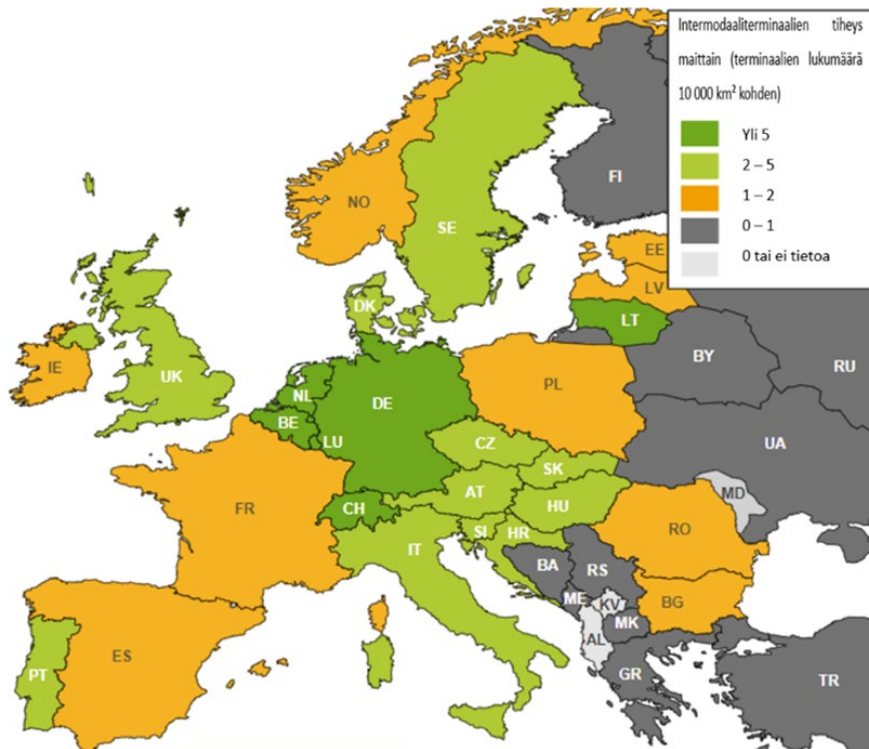 Intermodaaliterminaalien tiheys
maittain (terminaalien lukumäärä
10 000 km² kohden)
Yli 5
2 – 5
1 – 2
0 – 1
0 tai ei tietoa
FI
NO
SE
EE
LV
DK
LT
IE
UK
BY
RU
NL
DE
PL
BE
LU
CZ
UA
SK
CH
AT
HU
MD
FR
SI
HR
RO
IT
BA
RS
ME
KV
BG
MK
AL
PT
ES
GR
TR